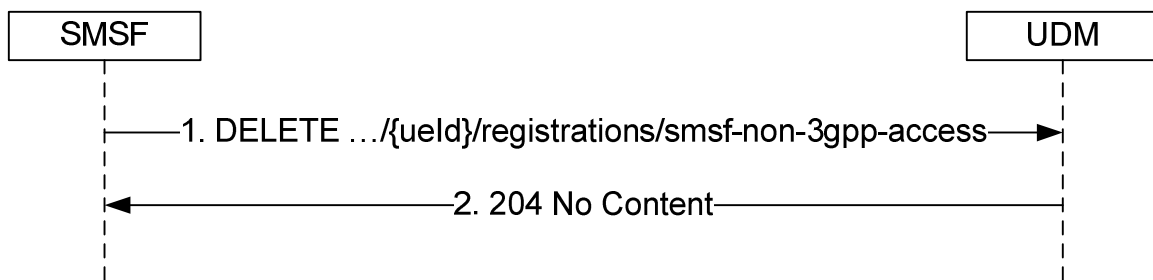 SMSF
UDM
1. DELETE …/{ueId}/registrations/smsf-non-3gpp-access
2. 204 No Content